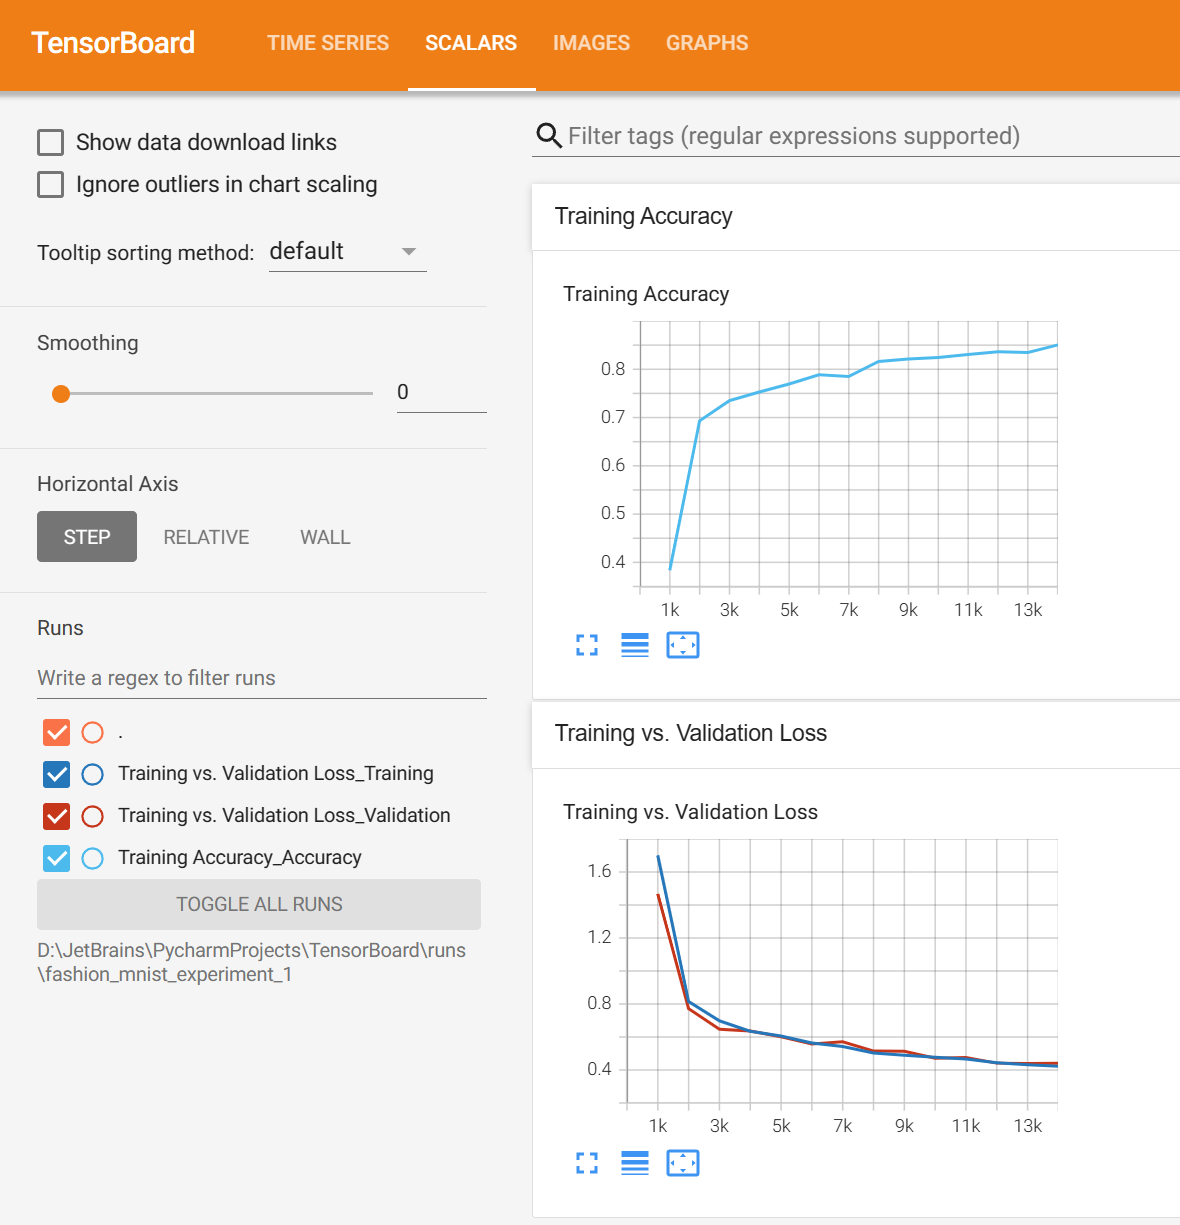 TensorBoard TIME SERIES SCALARS IMAGES GRAPHS
Show data download links
Ignore outliers in chart scaling
Tooltip sorting method: default
Smoothing
0
Horizontal Axis
STEP RELATIVE WALL
Runs
Write a regex to filter runs
.
Training vs. Validation Loss_Training
Training vs. Validation Loss_Validation
Training Accuracy_Accuracy
TOGGLE ALL RUNS
D:\JetBrains\PycharmProjects\TensorBoard\runs
\fashion_mnist_experiment_1
Filter tags (regular expressions supported)
Training Accuracy
Training Accuracy
0.8
0.7
0.6
0.5
0.4
1k 3k 5k 7k 9k 11k 13k
Training vs. Validation Loss
Training vs. Validation Loss
1.6
1.2
0.8
0.4
1k 3k 5k 7k 9k 11k 13k